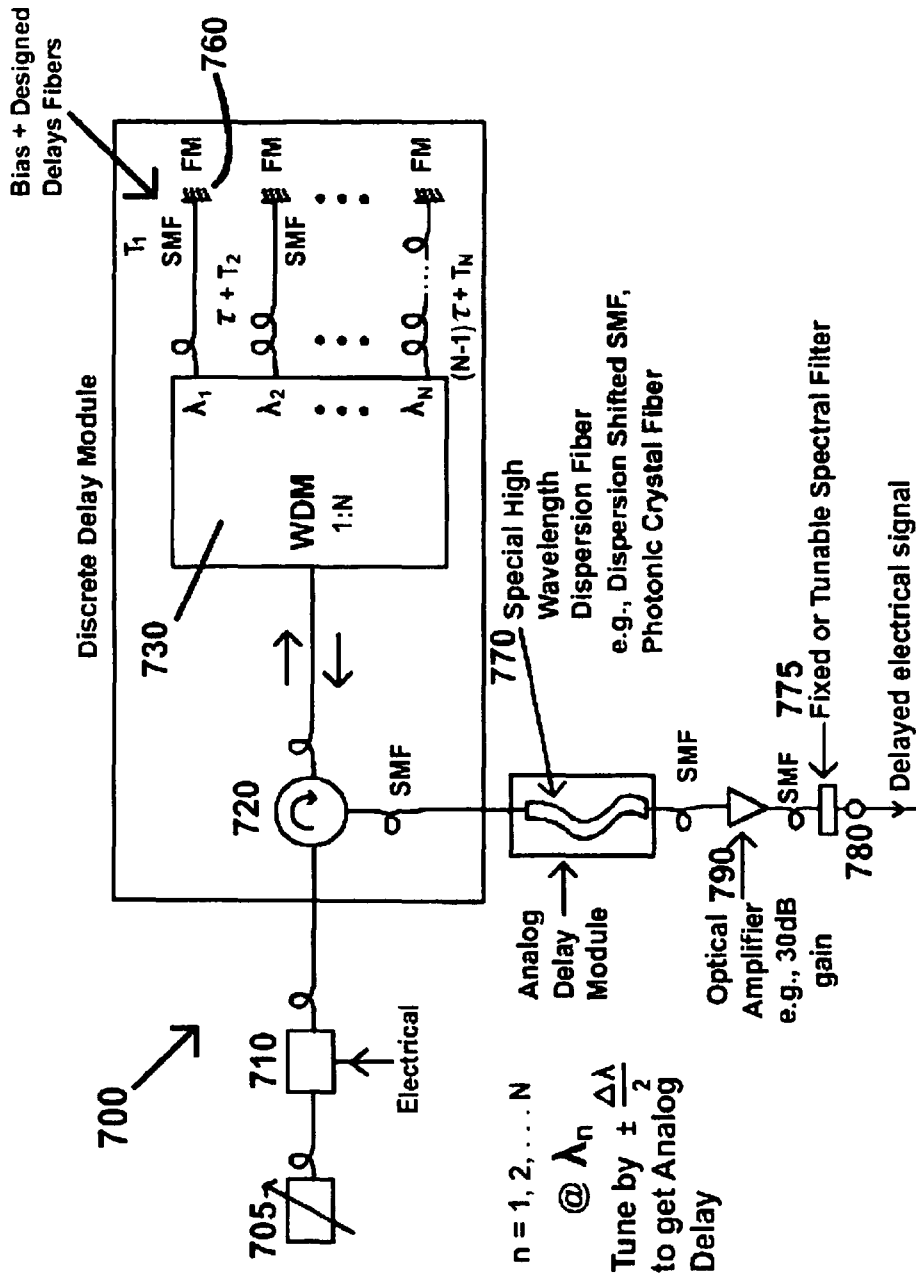 Bias + Designed
Delays Fibers
Discrete Delay Module
760
T1
SMF
FM
τ + T2
SMF
FM
• • •
• • •
• • •
FM
(N-1)τ + TN
λ1
λ2
λN
WDM
1:N
730
720
SMF
700
710
Electrical
705
770 Special High
Wavelength
Dispersion Fiber
e.g., Dispersion Shifted SMF,
Photonic Crystal Fiber
Analog
Delay
Module
SMF
Optical 790
Amplifier
e.g., 30dB
gain
SMF
775
Fixed or Tunable Spectral Filter
780
Delayed electrical signal
n = 1, 2, . . . N
@ λn
Tune by ± Δλ/2
to get Analog
Delay